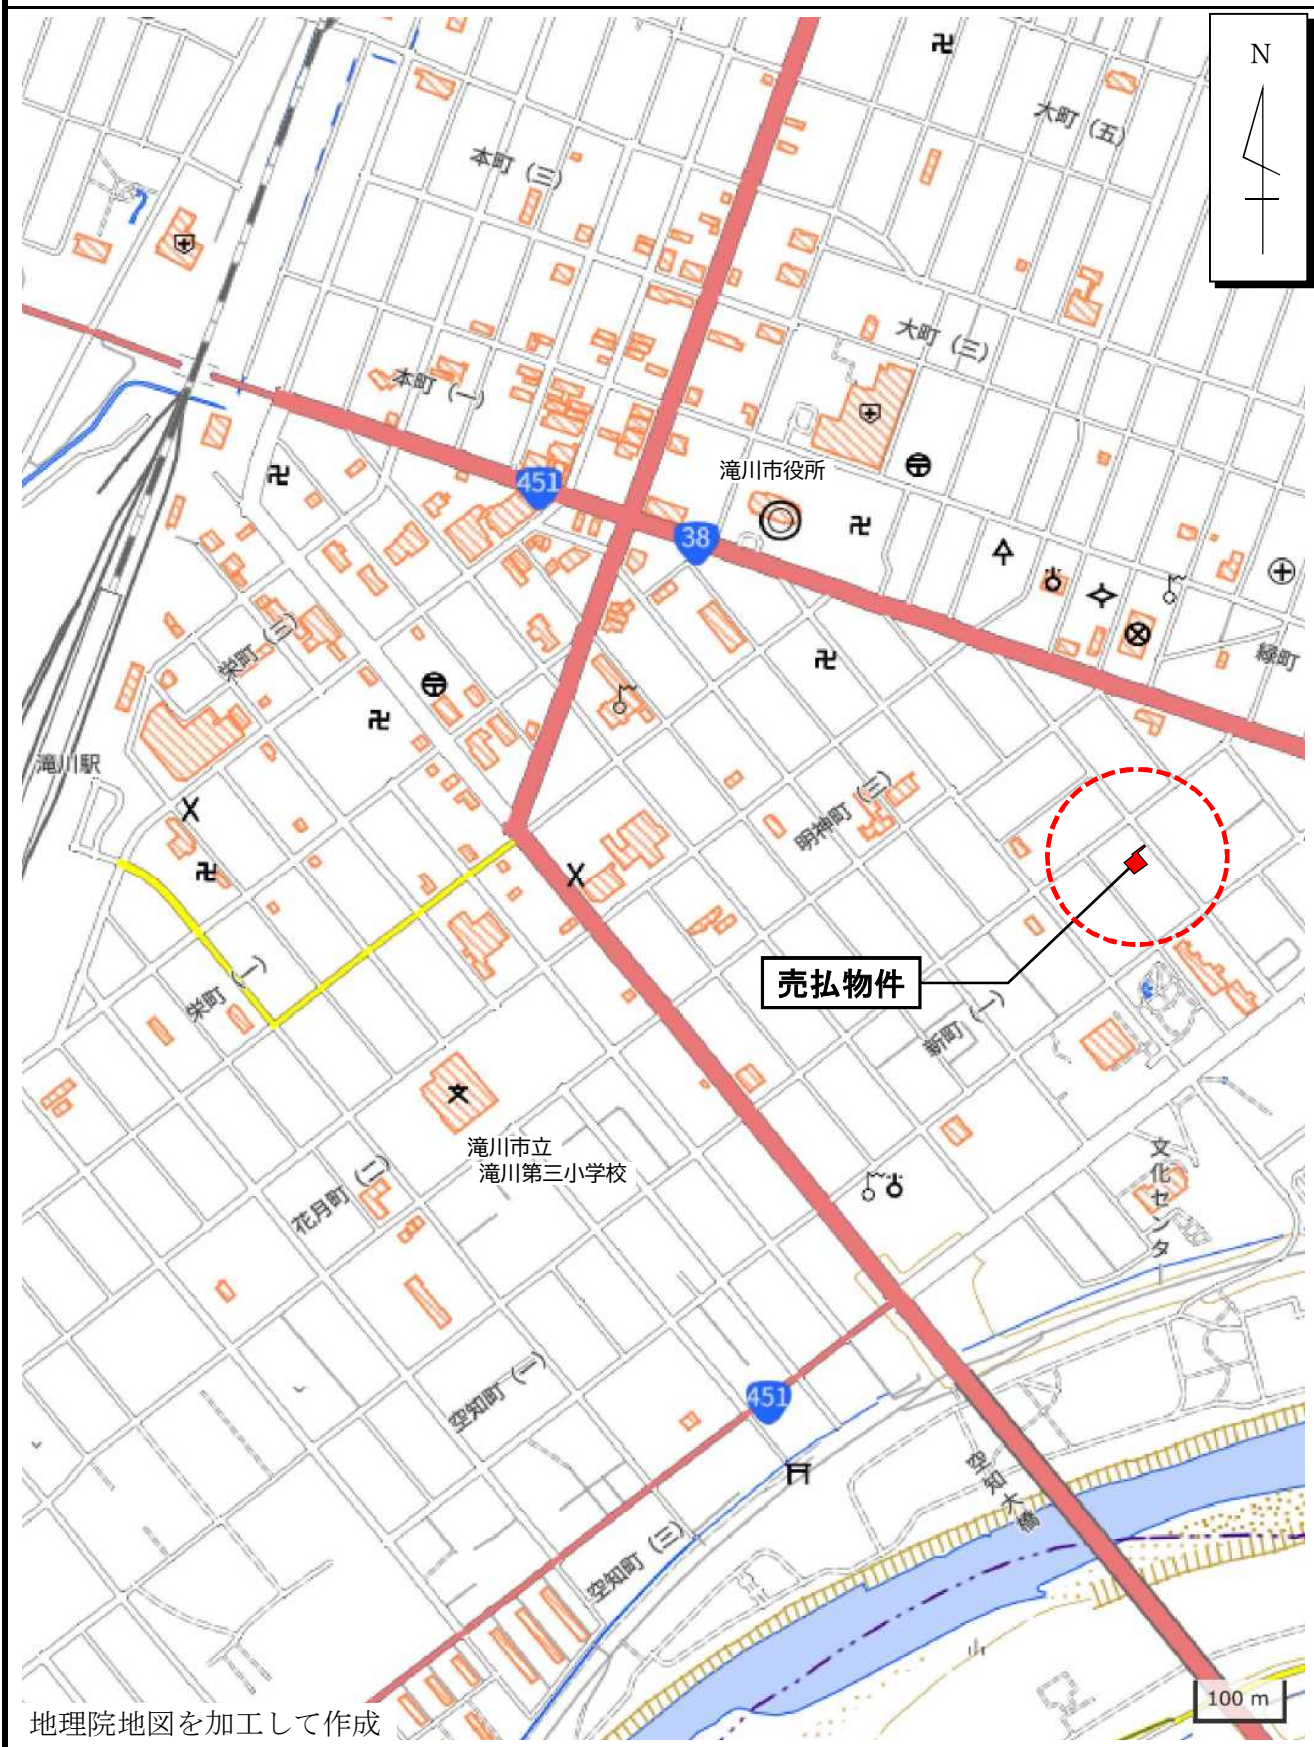 N
大町（五）
本町（三）
大町（三）
本町（一）
滝川市役所
451
38
栄町（三）
緑町
滝川駅
明神町（三）
売払物件
栄町（一）
新町（一）
滝川市立
滝川第三小学校
文化センタ
花月町（二）
空知町（二）
451
空知大橋
空知町（三）
100 m
地理院地図を加工して作成